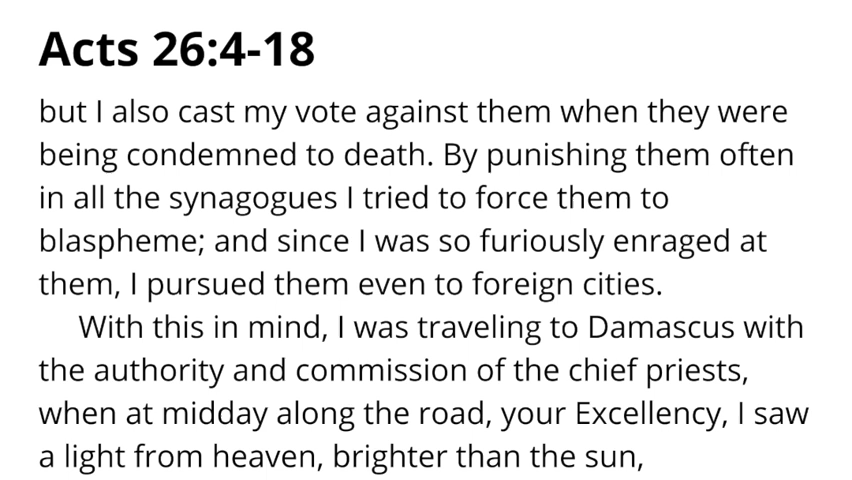 Acts 26:4-18
but I also cast my vote against them when they were
being condemned to death. By punishing them often
in all the synagogues I tried to force them to
blaspheme; and since I was so furiously enraged at
them, I pursued them even to foreign cities.
With this in mind, I was traveling to Damascus with
the authority and commission of the chief priests,
when at midday along the road, your Excellency, I saw
a light from heaven, brighter than the sun,